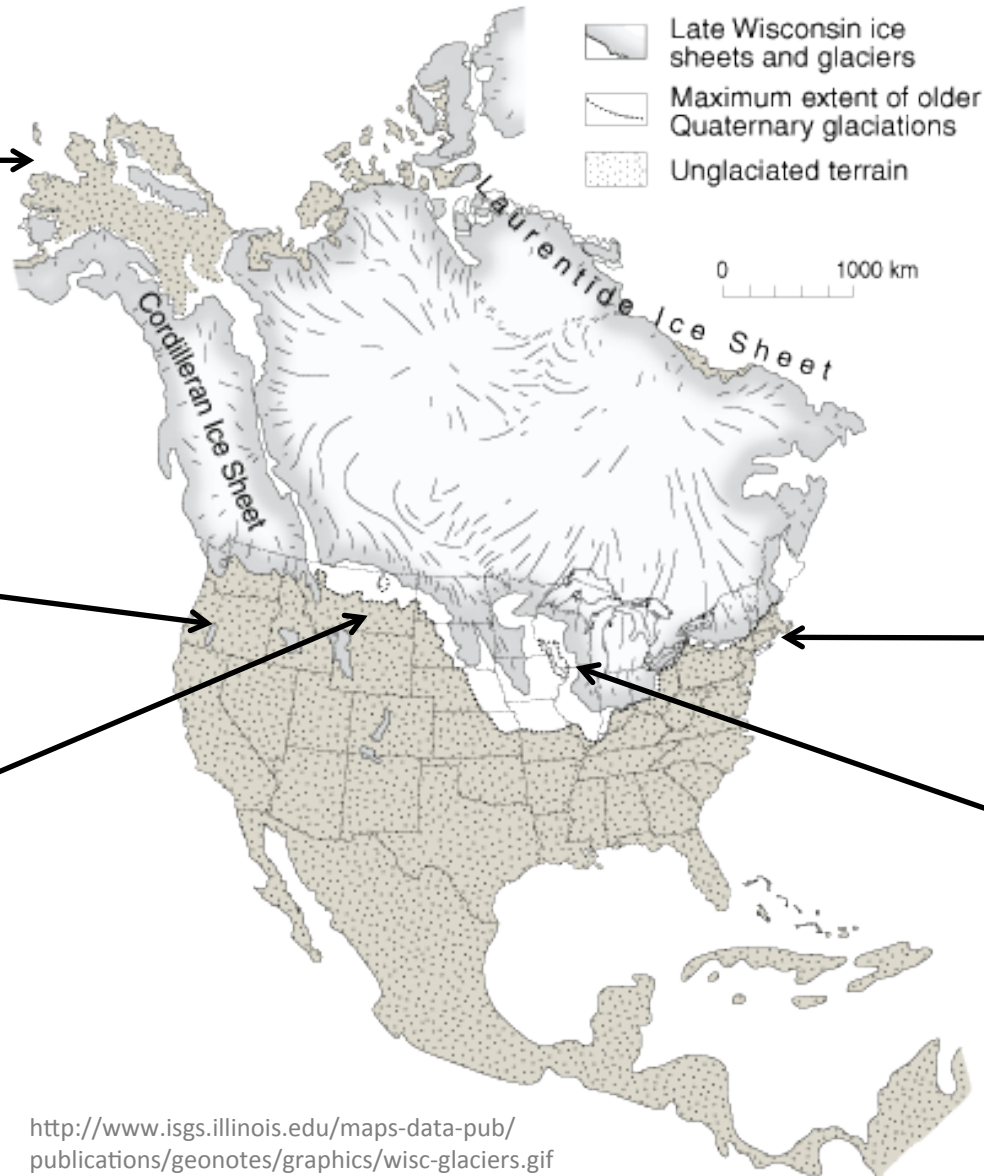 Late Wisconsin ice
sheets and glaciers
Maximum extent of older
Quaternary glaciations
Unglaciated terrain
0 1000 km
Laurentide Ice Sheet
Cordilleran Ice Sheet
http://www.isgs.illinois.edu/maps-data-pub/
publications/geonotes/graphics/wisc-glaciers.gif